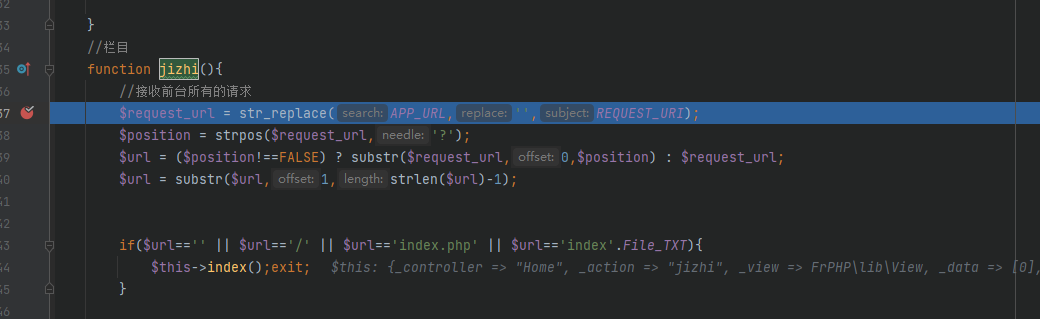 33 }
34 //栏目
35 function jizhi(){
36 //接收前台所有的请求
37 $request_url = str_replace( search: APP_URL, replace: '', subject: REQUEST_URI);
38 $position = strpos($request_url, needle: '?');
39 $url = ($position!==FALSE) ? substr($request_url, offset: 0,$position) : $request_url;
40 $url = substr($url, offset: 1, length: strlen($url)-1);
41
42
43 if($url=='' || $url=='/' || $url=='index.php' || $url=='index'.File_TXT){
44 $this->index();exit; $this: {_controller => "Home", _action => "jizhi", _view => FrPHP\lib\View, _data => [0],
45 }
46